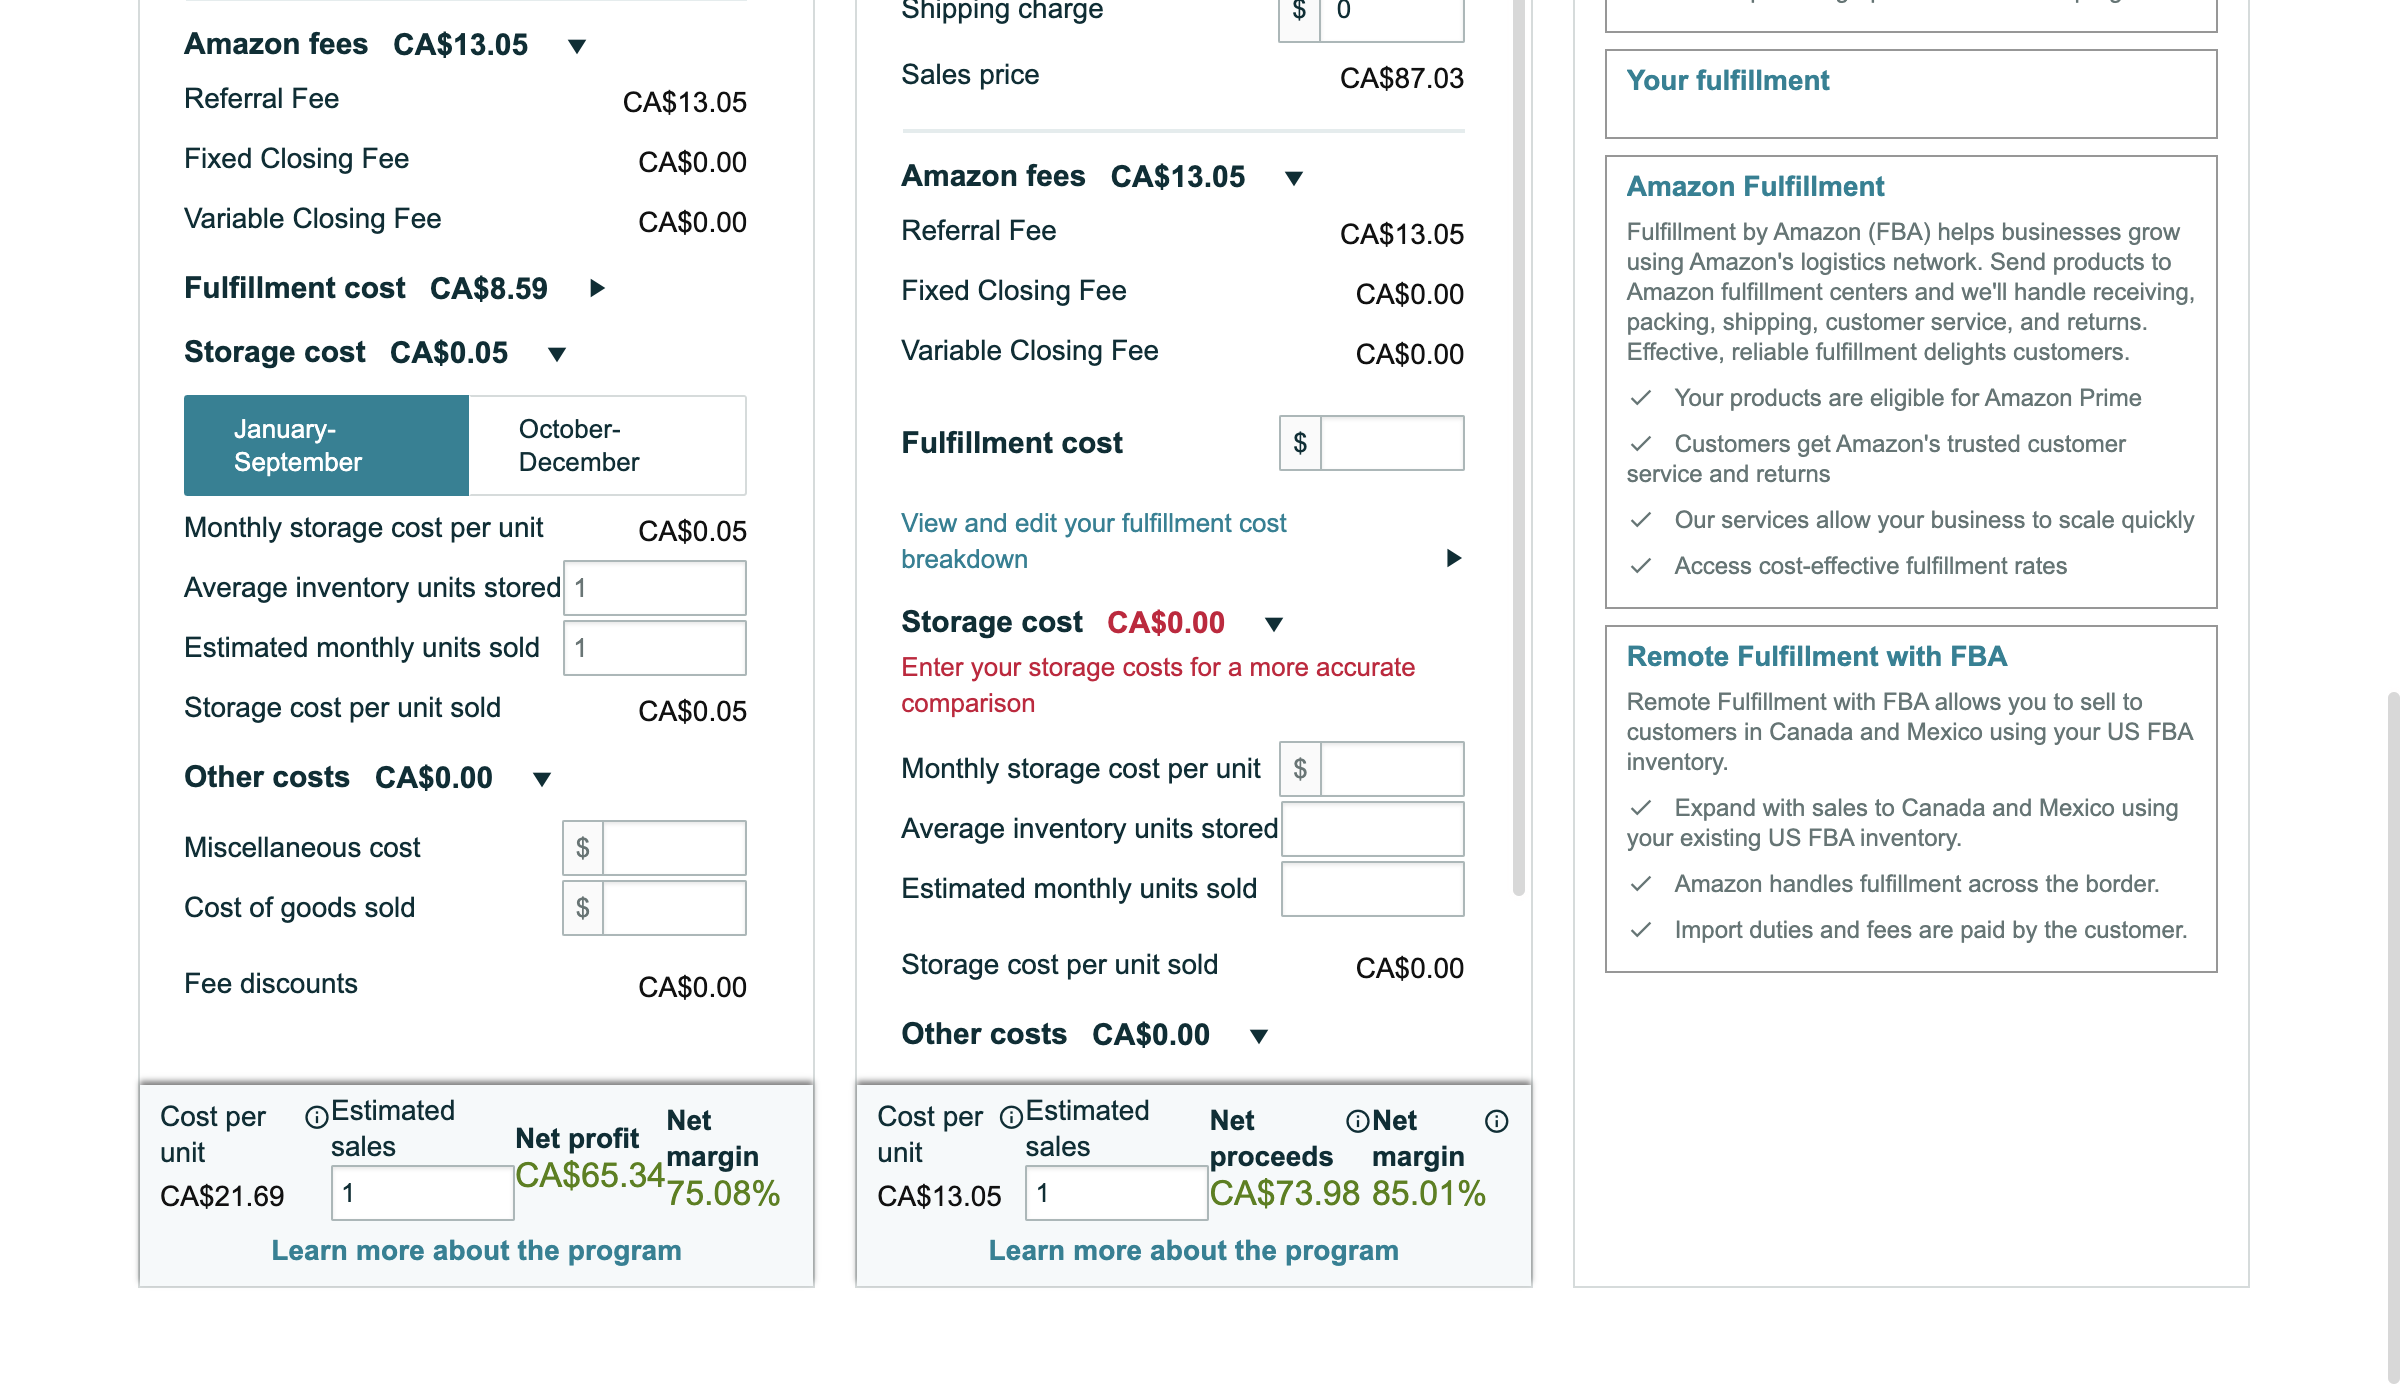 Amazon fees CA$13.05
Referral Fee CA$13.05
Fixed Closing Fee CA$0.00
Variable Closing Fee CA$0.00
Fulfillment cost CA$8.59
Storage cost CA$0.05
January-
September
October-
December
Monthly storage cost per unit CA$0.05
Average inventory units stored 1
Estimated monthly units sold 1
Storage cost per unit sold CA$0.05
Other costs CA$0.00
Miscellaneous cost $
Cost of goods sold $
Fee discounts CA$0.00
Cost per
unit
CA$21.69
Estimated
sales
1
Net profit
CA$65.34
Net
margin
75.08%
Learn more about the program
Shipping charge $ 0
Sales price CA$87.03
Amazon fees CA$13.05
Referral Fee CA$13.05
Fixed Closing Fee CA$0.00
Variable Closing Fee CA$0.00
Fulfillment cost $
View and edit your fulfillment cost
breakdown
Storage cost CA$0.00
Enter your storage costs for a more accurate
comparison
Monthly storage cost per unit $
Average inventory units stored
Estimated monthly units sold
Storage cost per unit sold CA$0.00
Other costs CA$0.00
Cost per
unit
CA$13.05
Estimated
sales
1
Net
proceeds
CA$73.98
Net
margin
85.01%
Learn more about the program
Your fulfillment
Amazon Fulfillment
Fulfillment by Amazon (FBA) helps businesses grow
using Amazon's logistics network. Send products to
Amazon fulfillment centers and we'll handle receiving,
packing, shipping, customer service, and returns.
Effective, reliable fulfillment delights customers.
Your products are eligible for Amazon Prime
Customers get Amazon's trusted customer
service and returns
Our services allow your business to scale quickly
Access cost-effective fulfillment rates
Remote Fulfillment with FBA
Remote Fulfillment with FBA allows you to sell to
customers in Canada and Mexico using your US FBA
inventory.
Expand with sales to Canada and Mexico using
your existing US FBA inventory.
Amazon handles fulfillment across the border.
Import duties and fees are paid by the customer.